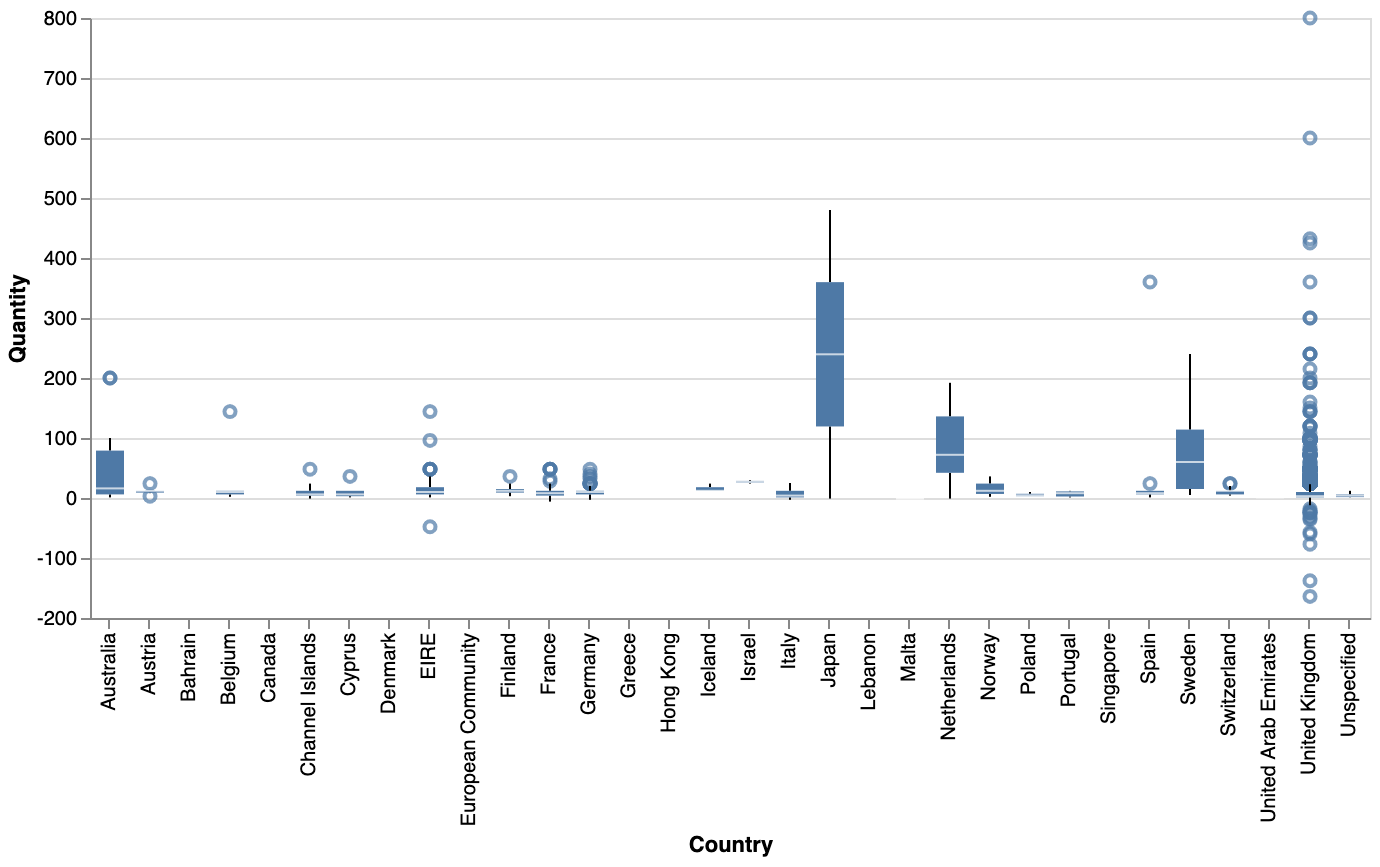 800
700
600
500
400
300
200
100
0
-100
-200
Quantity
Australia
Austria
Bahrain
Belgium
Canada
Channel Islands
Cyprus
Denmark
EIRE
European Community
Finland
France
Germany
Greece
Hong Kong
Iceland
Israel
Italy
Japan
Lebanon
Malta
Netherlands
Norway
Poland
Portugal
Singapore
Spain
Sweden
Switzerland
United Arab Emirates
United Kingdom
Unspecified
Country